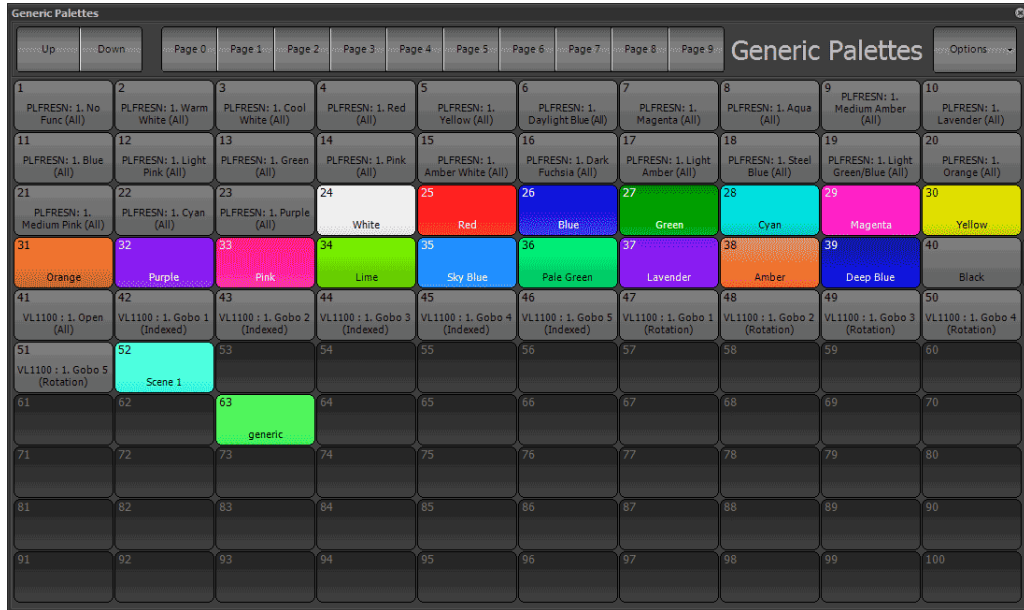 Generic Palettes
Up Down Page 0 Page 1 Page 2 Page 3 Page 4 Page 5 Page 6 Page 7 Page 8 Page 9 Generic Palettes Options
1 2 3 4 5 6 7 8 9 10
PLFRESN: 1. No Func (All)
PLFRESN: 1. Warm White (All)
PLFRESN: 1. Cool White (All)
PLFRESN: 1. Red (All)
PLFRESN: 1. Yellow (All)
PLFRESN: 1. Daylight Blue (All)
PLFRESN: 1. Magenta (All)
PLFRESN: 1. Aqua (All)
PLFRESN: 1. Medium Amber (All)
PLFRESN: 1. Lavender (All)
11 12 13 14 15 16 17 18 19 20
PLFRESN: 1. Blue (All)
PLFRESN: 1. Light Pink (All)
PLFRESN: 1. Green (All)
PLFRESN: 1. Pink (All)
PLFRESN: 1. Amber White (All)
PLFRESN: 1. Dark Fuchsia (All)
PLFRESN: 1. Light Amber (All)
PLFRESN: 1. Steel Blue (All)
PLFRESN: 1. Light Green/Blue (All)
PLFRESN: 1. Orange (All)
21 22 23 24 25 26 27 28 29 30
PLFRESN: 1. Medium Pink (All)
PLFRESN: 1. Cyan (All)
PLFRESN: 1. Purple (All)
White Red Blue Green Cyan Magenta Yellow
31 32 33 34 35 36 37 38 39 40
Orange Purple Pink Lime Sky Blue Pale Green Lavender Amber Deep Blue Black
41 42 43 44 45 46 47 48 49 50
VL1100 : 1. Open (All)
VL1100 : 1. Gobo 1 (Indexed)
VL1100 : 1. Gobo 2 (Indexed)
VL1100 : 1. Gobo 3 (Indexed)
VL1100 : 1. Gobo 4 (Indexed)
VL1100 : 1. Gobo 5 (Indexed)
VL1100 : 1. Gobo 1 (Rotation)
VL1100 : 1. Gobo 2 (Rotation)
VL1100 : 1. Gobo 3 (Rotation)
VL1100 : 1. Gobo 4 (Rotation)
51 52 53 54 55 56 57 58 59 60
VL1100 : 1. Gobo 5 (Rotation)
Scene 1
61 62 63 64 65 66 67 68 69 70
generic
71 72 73 74 75 76 77 78 79 80
81 82 83 84 85 86 87 88 89 90
91 92 93 94 95 96 97 98 99 100